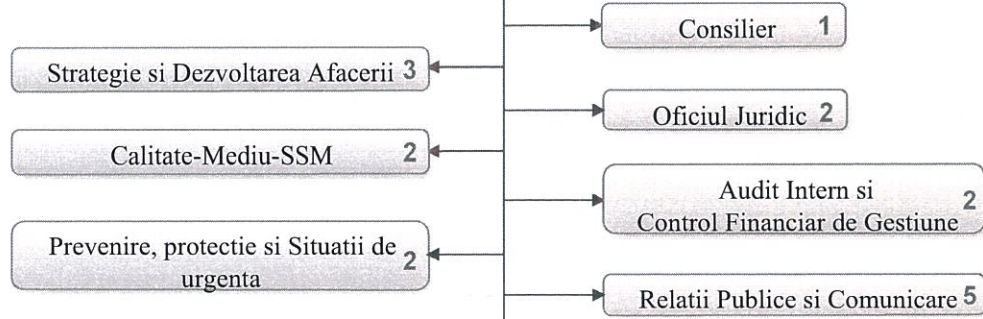 Consilier 1
Strategie si Dezvoltarea Afacerii 3
Oficiul Juridic 2
Calitate-Mediu-SSM 2
Audit Intern si
Control Financiar de Gestiune 2
Prevenire, protectie si Situatii de
urgenta 2
Relatii Publice si Comunicare 5